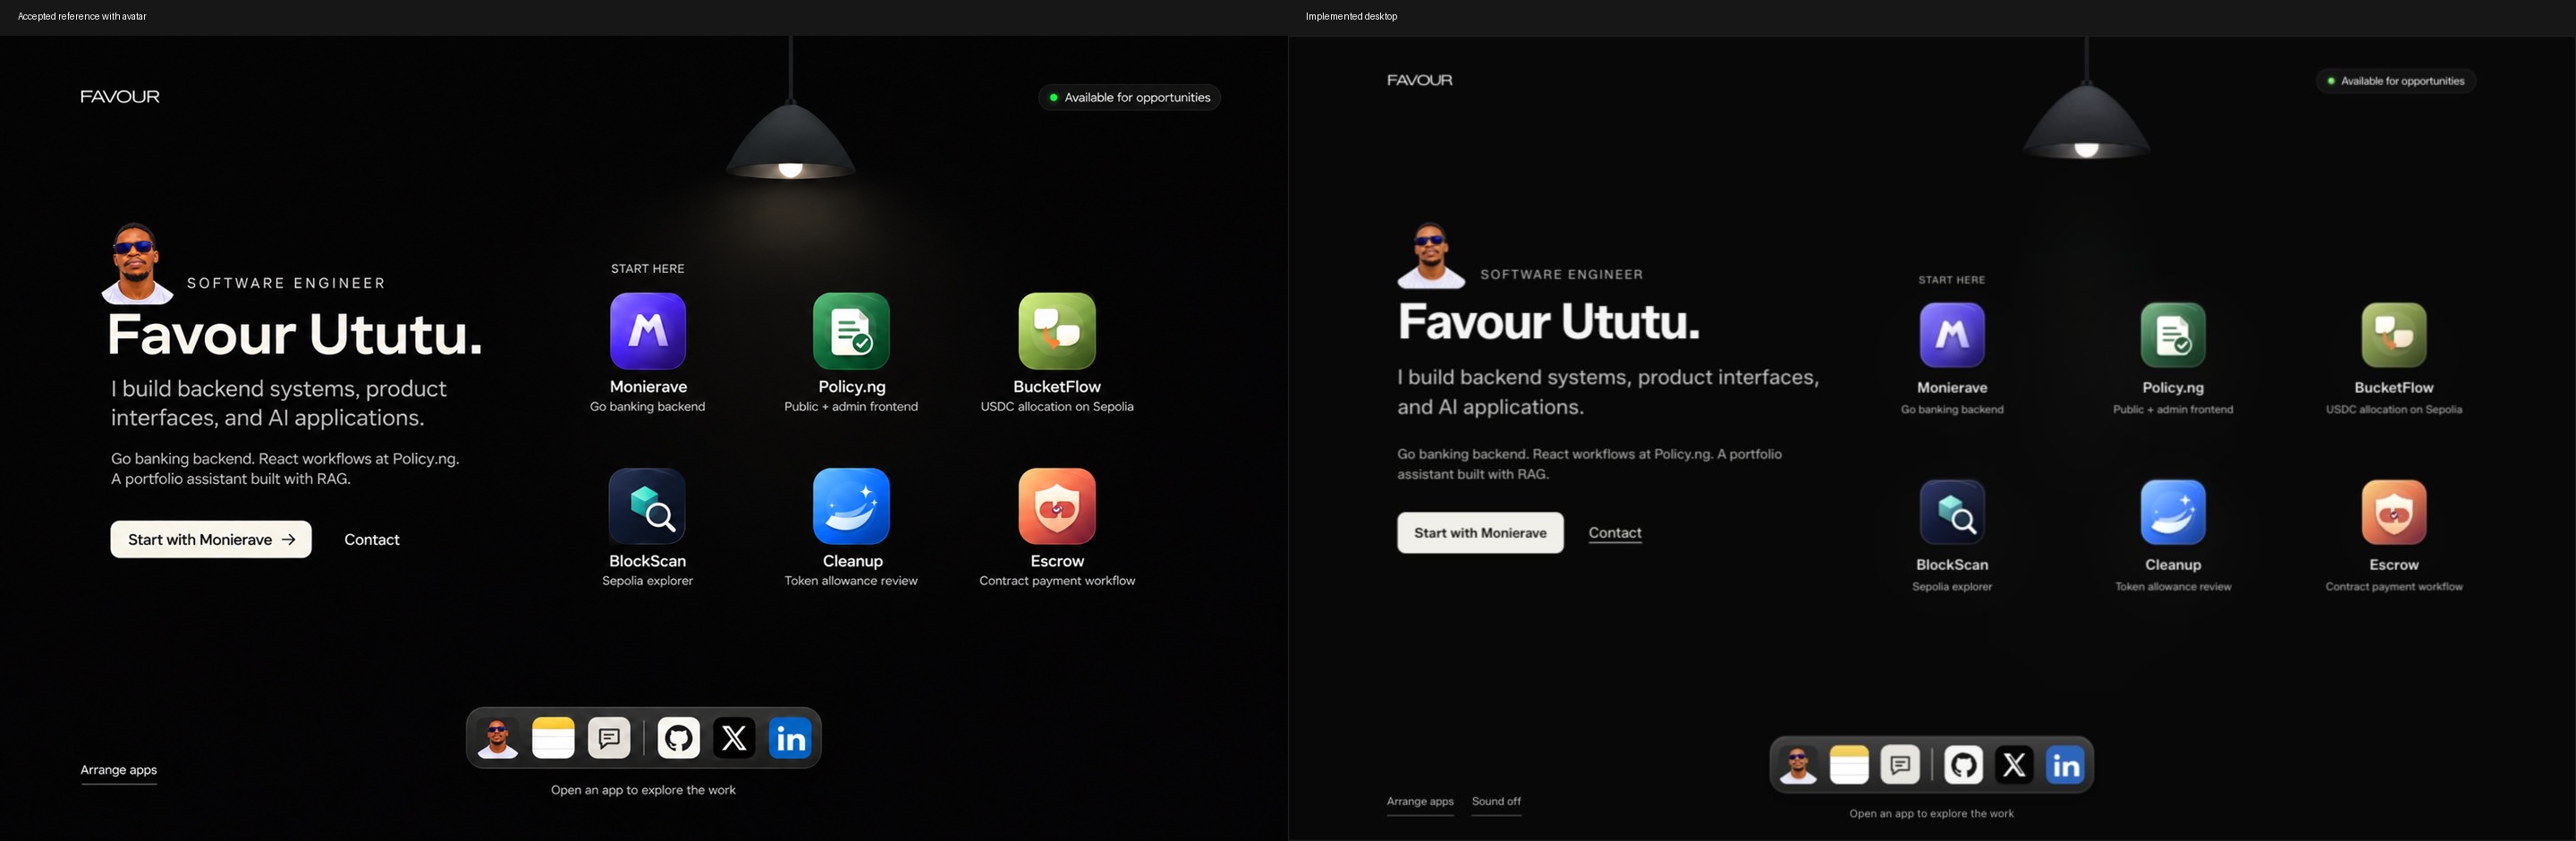 Accepted reference with avatar
FAVOUR
Available for opportunities
SOFTWARE ENGINEER
Favour Ututu.
I build backend systems, product
interfaces, and AI applications.
Go banking backend. React workflows at Policy.ng.
A portfolio assistant built with RAG.
Start with Monierave →
Contact
START HERE
Monierave
Go banking backend
Policy.ng
Public + admin frontend
BucketFlow
USDC allocation on Sepolia
BlockScan
Sepolia explorer
Cleanup
Token allowance review
Escrow
Contract payment workflow
X
in
Arrange apps
Open an app to explore the work
Implemented desktop
FAVOUR
Available for opportunities
SOFTWARE ENGINEER
Favour Ututu.
I build backend systems, product interfaces,
and AI applications.
Go banking backend. React workflows at Policy.ng. A portfolio
assistant built with RAG.
Start with Monierave
Contact
START HERE
Monierave
Go banking backend
Policy.ng
Public + admin frontend
BucketFlow
USDC allocation on Sepolia
BlockScan
Sepolia explorer
Cleanup
Token allowance review
Escrow
Contract payment workflow
X
in
Arrange apps
Sound off
Open an app to explore the work